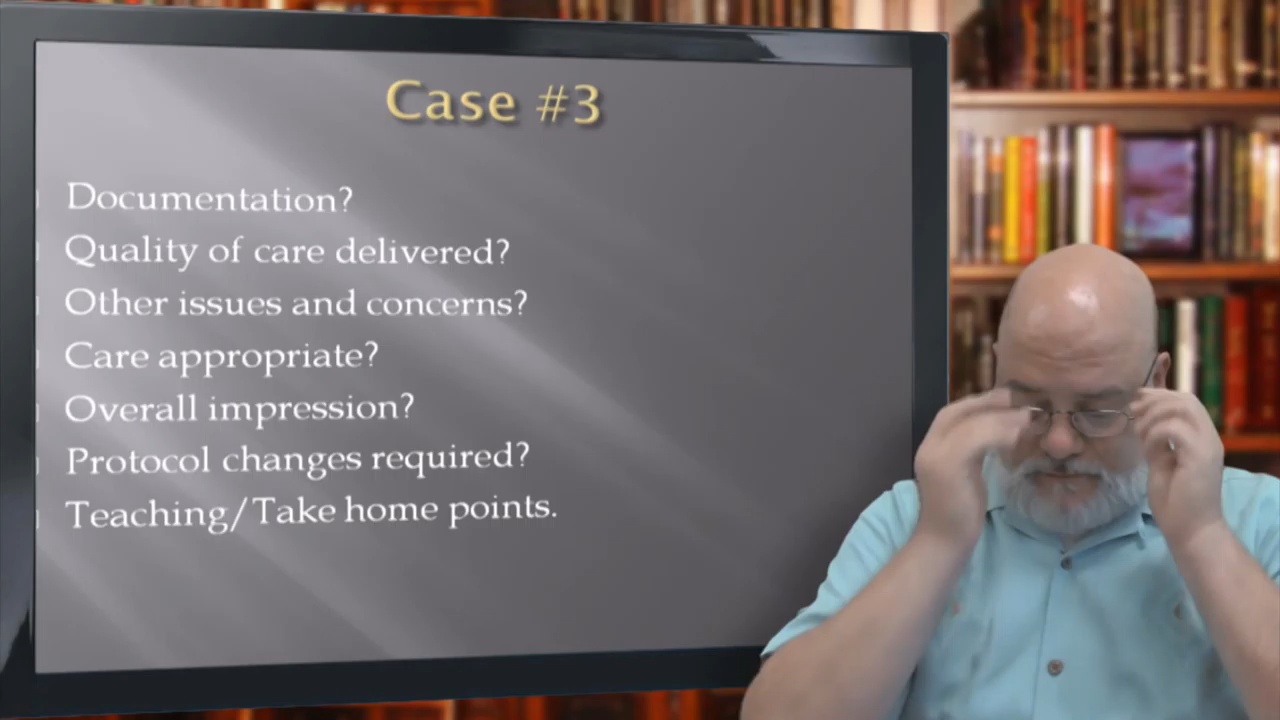 Case #3
Documentation?
Quality of care delivered?
Other issues and concerns?
Care appropriate?
Overall impression?
Protocol changes required?
Teaching/Take home points.